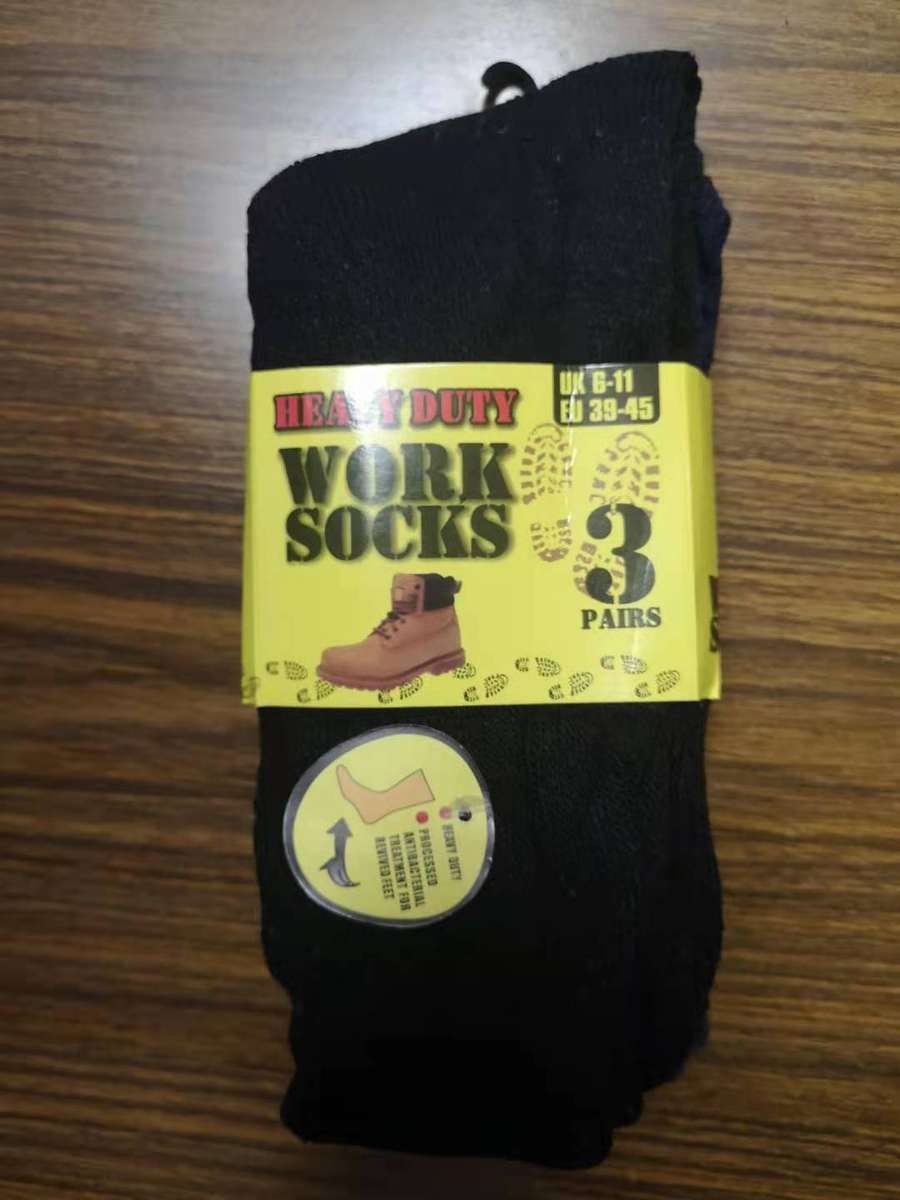 HEAVY DUTY
UK 6-11
EU 39-45
WORK
SOCKS
3
PAIRS
HEAVY DUTY
PROCESSED
ANTIBACTERIAL
TREATMENT FOR
REVIVED FEET